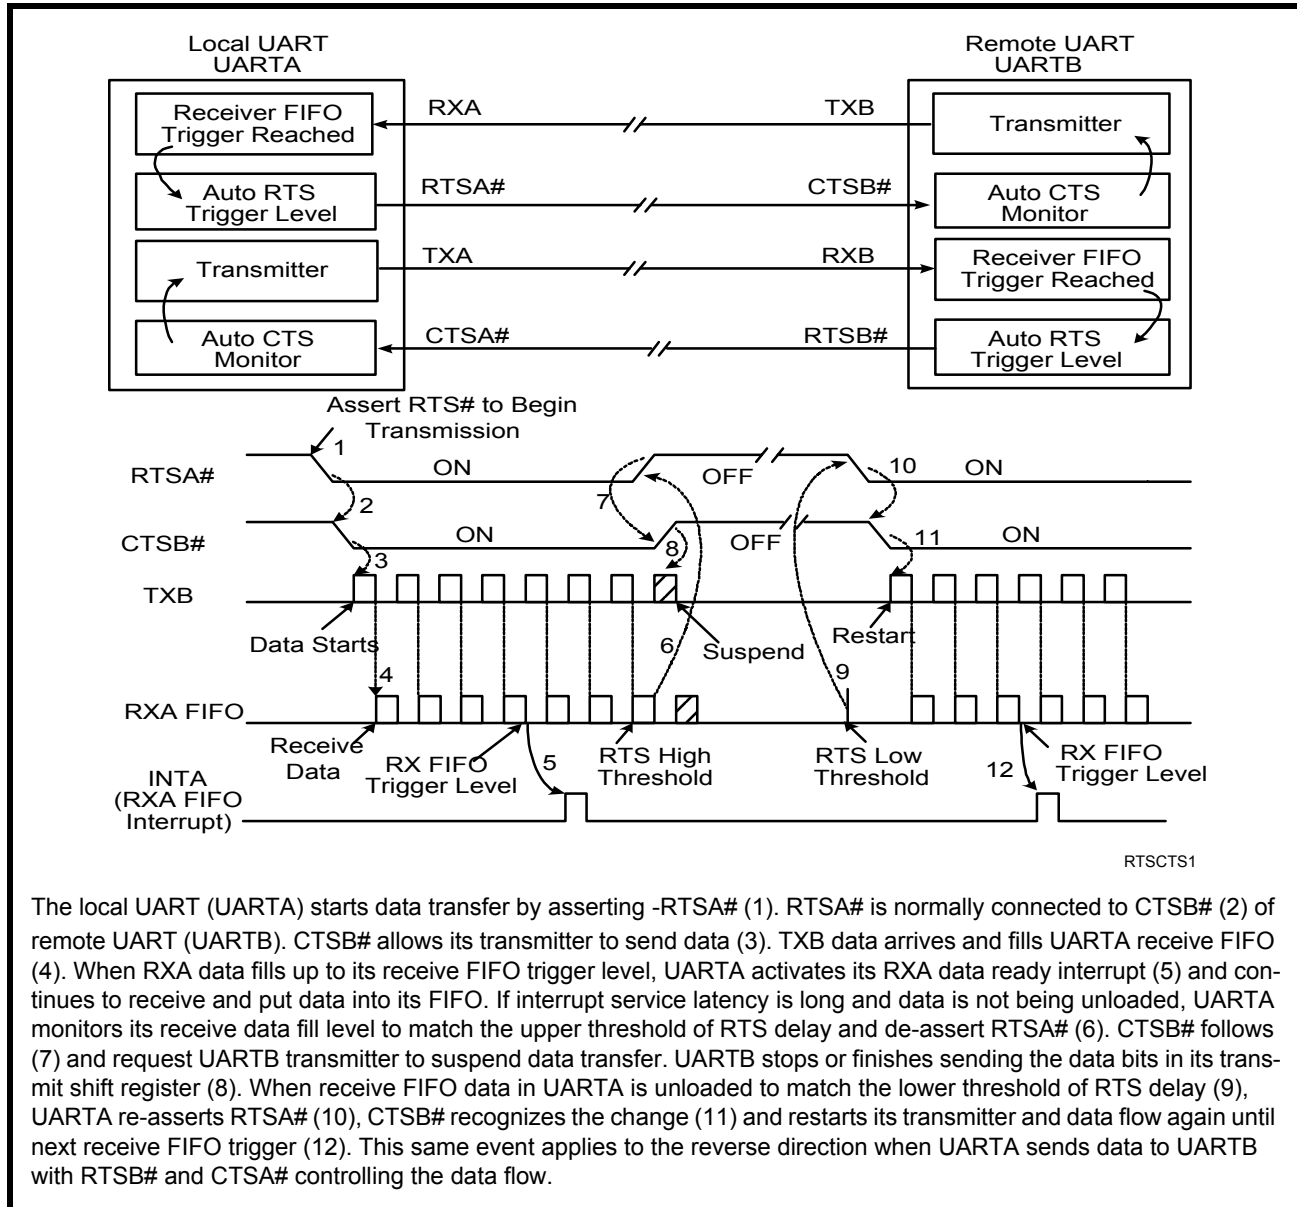 Local UART
UARTA
Remote UART
UARTB
Receiver FIFO
Trigger Reached
RXA
TXB
Transmitter
Auto RTS
Trigger Level
RTSA#
CTSB#
Auto CTS
Monitor
Transmitter
TXA
RXB
Receiver FIFO
Trigger Reached
Auto CTS
Monitor
CTSA#
RTSB#
Auto RTS
Trigger Level
Assert RTS# to Begin
Transmission
RTSA#
1
ON
7
OFF
10
ON
2
CTSB#
ON
8
OFF
11
ON
3
TXB
Data Starts
6
Suspend
Restart
4
9
RXA FIFO
Receive
Data
RX FIFO
Trigger Level
5
RTS High
Threshold
RTS Low
Threshold
12
RX FIFO
Trigger Level
INTA
(RXA FIFO
Interrupt)
RTSCTS1
The local UART (UARTA) starts data transfer by asserting -RTSA# (1). RTSA# is normally connected to CTSB# (2) of
remote UART (UARTB). CTSB# allows its transmitter to send data (3). TXB data arrives and fills UARTA receive FIFO
(4). When RXA data fills up to its receive FIFO trigger level, UARTA activates its RXA data ready interrupt (5) and con-
tinues to receive and put data into its FIFO. If interrupt service latency is long and data is not being unloaded, UARTA
monitors its receive data fill level to match the upper threshold of RTS delay and de-assert RTSA# (6). CTSB# follows
(7) and request UARTB transmitter to suspend data transfer. UARTB stops or finishes sending the data bits in its trans-
mit shift register (8). When receive FIFO data in UARTA is unloaded to match the lower threshold of RTS delay (9),
UARTA re-asserts RTSA# (10), CTSB# recognizes the change (11) and restarts its transmitter and data flow again until
next receive FIFO trigger (12). This same event applies to the reverse direction when UARTA sends data to UARTB
with RTSB# and CTSA# controlling the data flow.